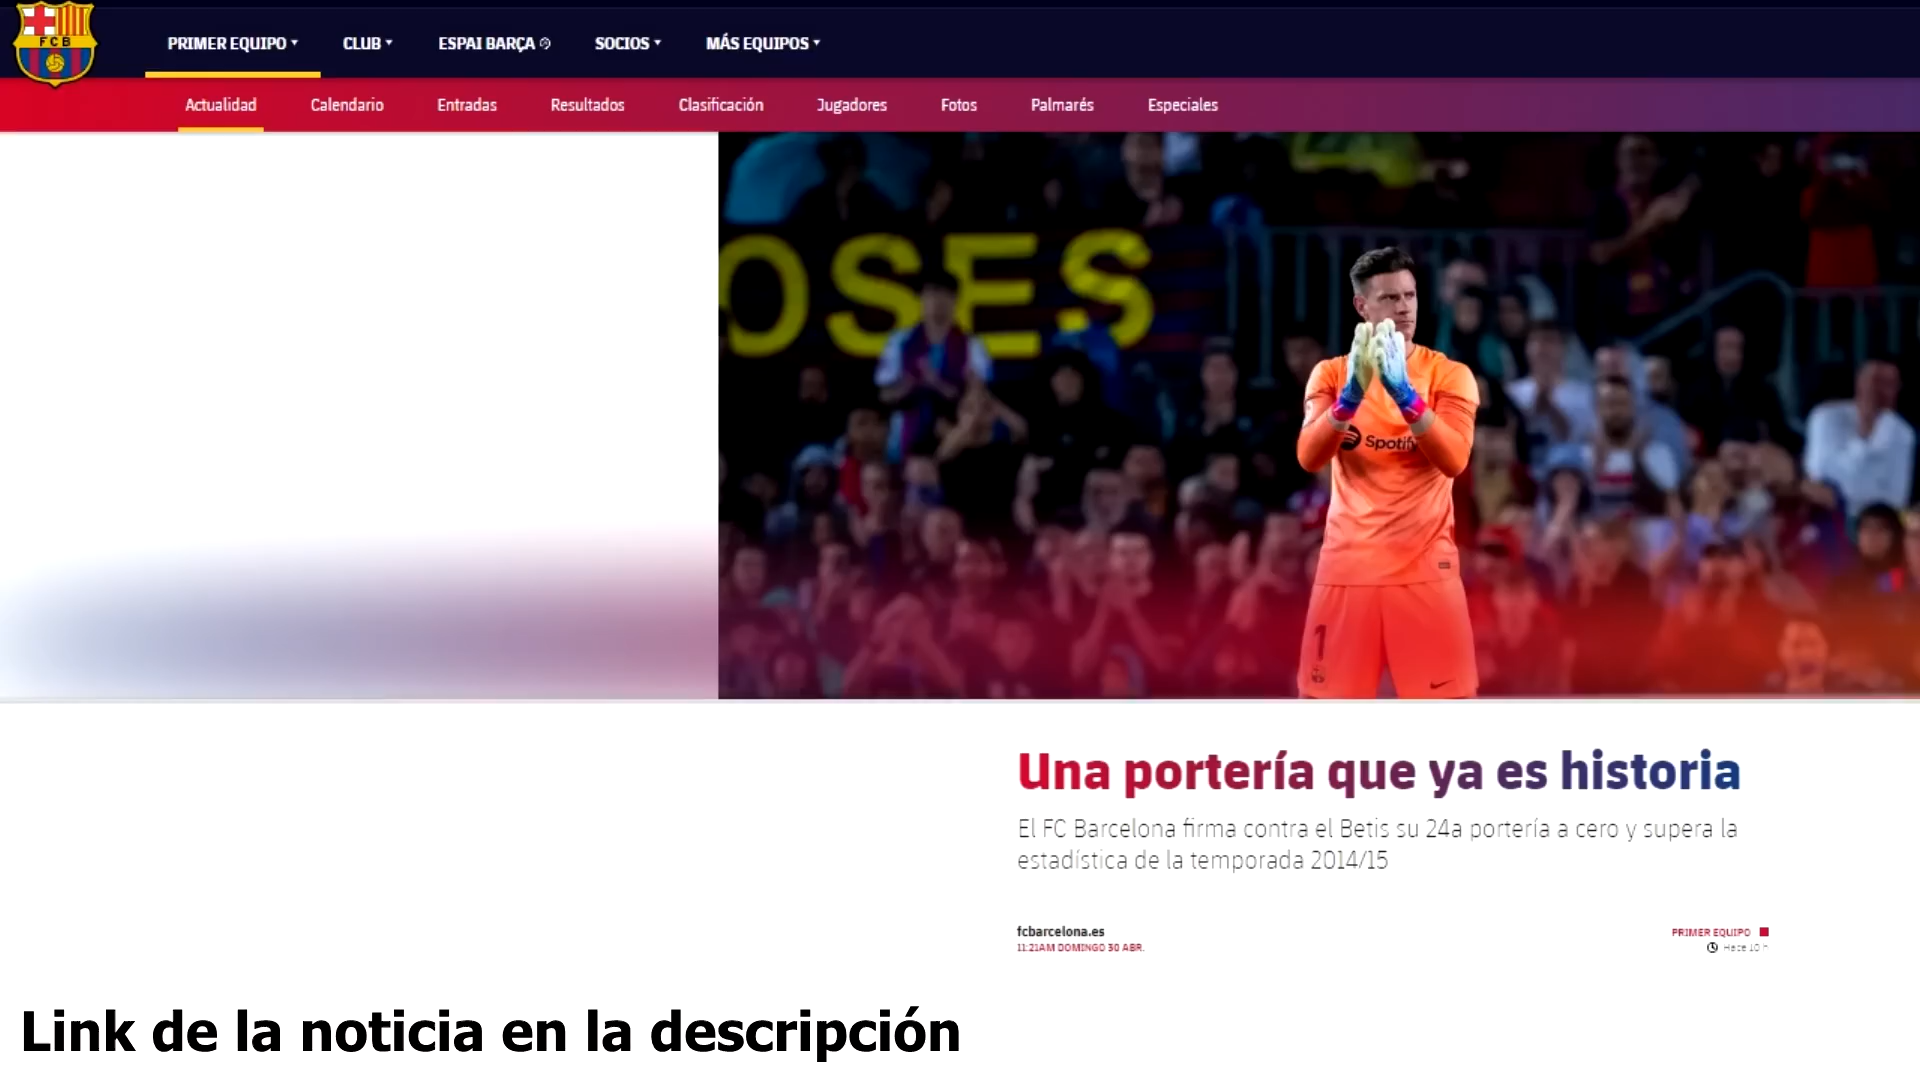 FCB
PRIMER EQUIPO CLUB ESPAI BARÇA SOCIOS MÁS EQUIPOS
Actualidad Calendario Entradas Resultados Clasificación Jugadores Fotos Palmarés Especiales
OSES
Spotify
1
Una portería que ya es historia
El FC Barcelona firma contra el Betis su 24a portería a cero y supera la
estadística de la temporada 2014/15
fcbarcelona.es
11:21AM DOMINGO 30 ABR.
PRIMER EQUIPO
Hace 10 h
Link de la noticia en la descripción